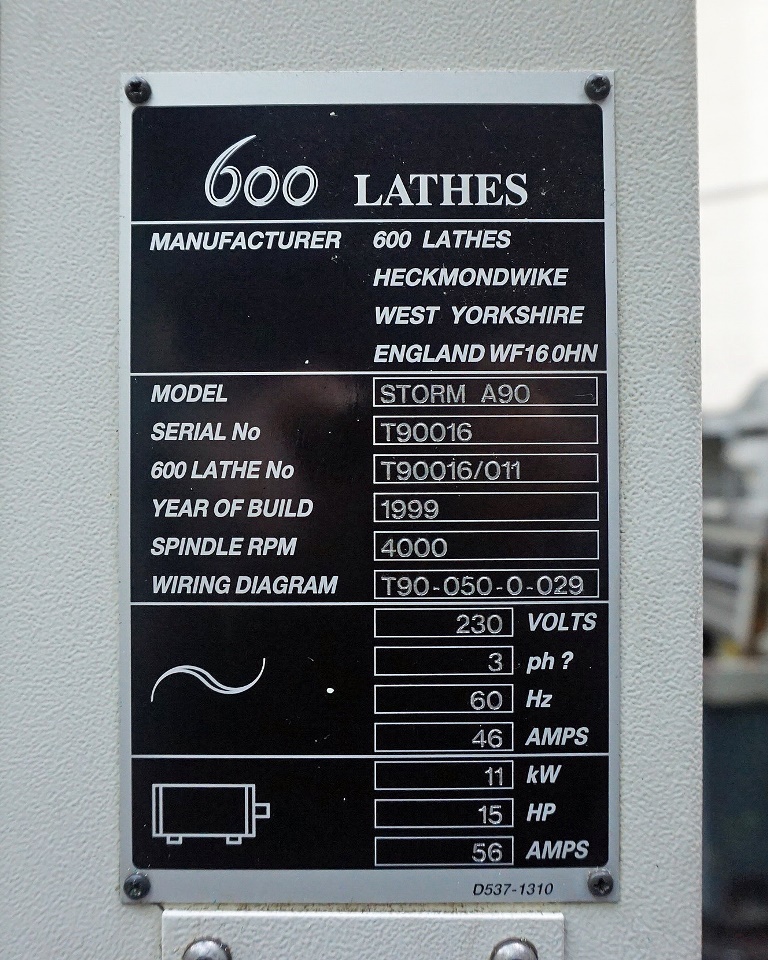 600 LATHES
MANUFACTURER 600 LATHES
HECKMONDWIKE
WEST YORKSHIRE
ENGLAND WF16 0HN
MODEL STORM A90
SERIAL No T90016
600 LATHE No T90016/011
YEAR OF BUILD 1999
SPINDLE RPM 4000
WIRING DIAGRAM T90-050-0-029
230 VOLTS
3 ph ?
60 Hz
46 AMPS
11 kW
15 HP
56 AMPS
D537-1310